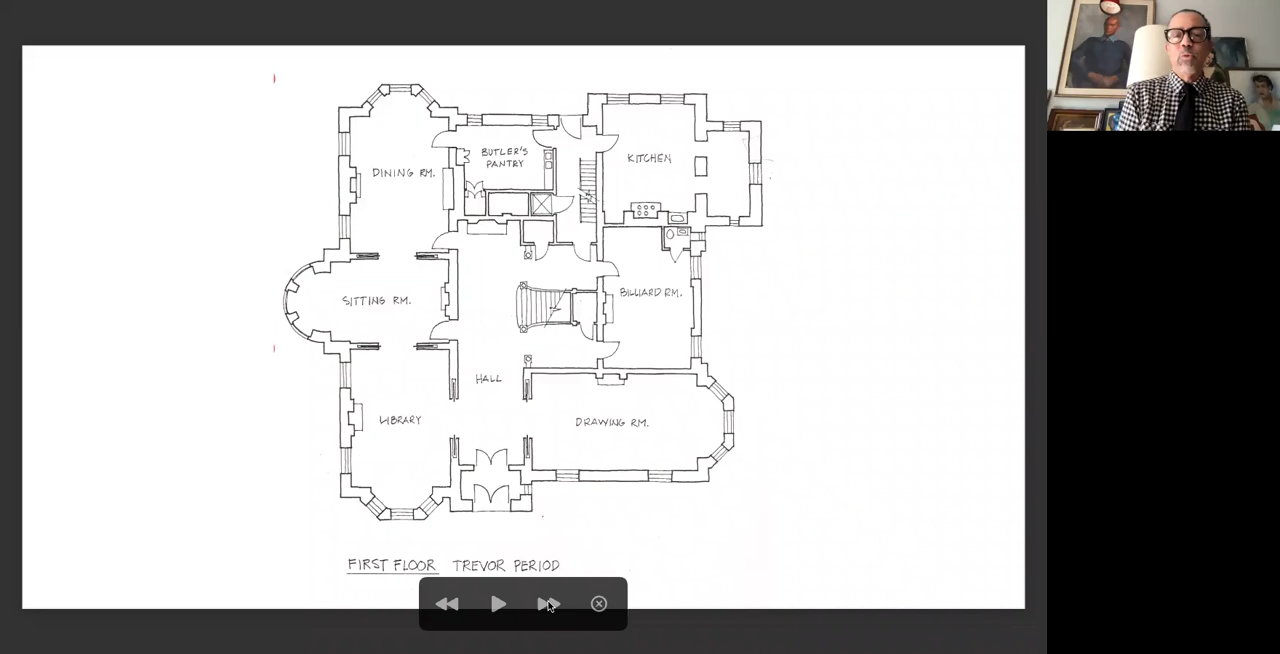 BUTLER'S
PANTRY
KITCHEN
DINING RM.
BILLIARD RM.
SITTING RM.
HALL
LIBRARY
DRAWING RM.
FIRST FLOOR TREVOR PERIOD